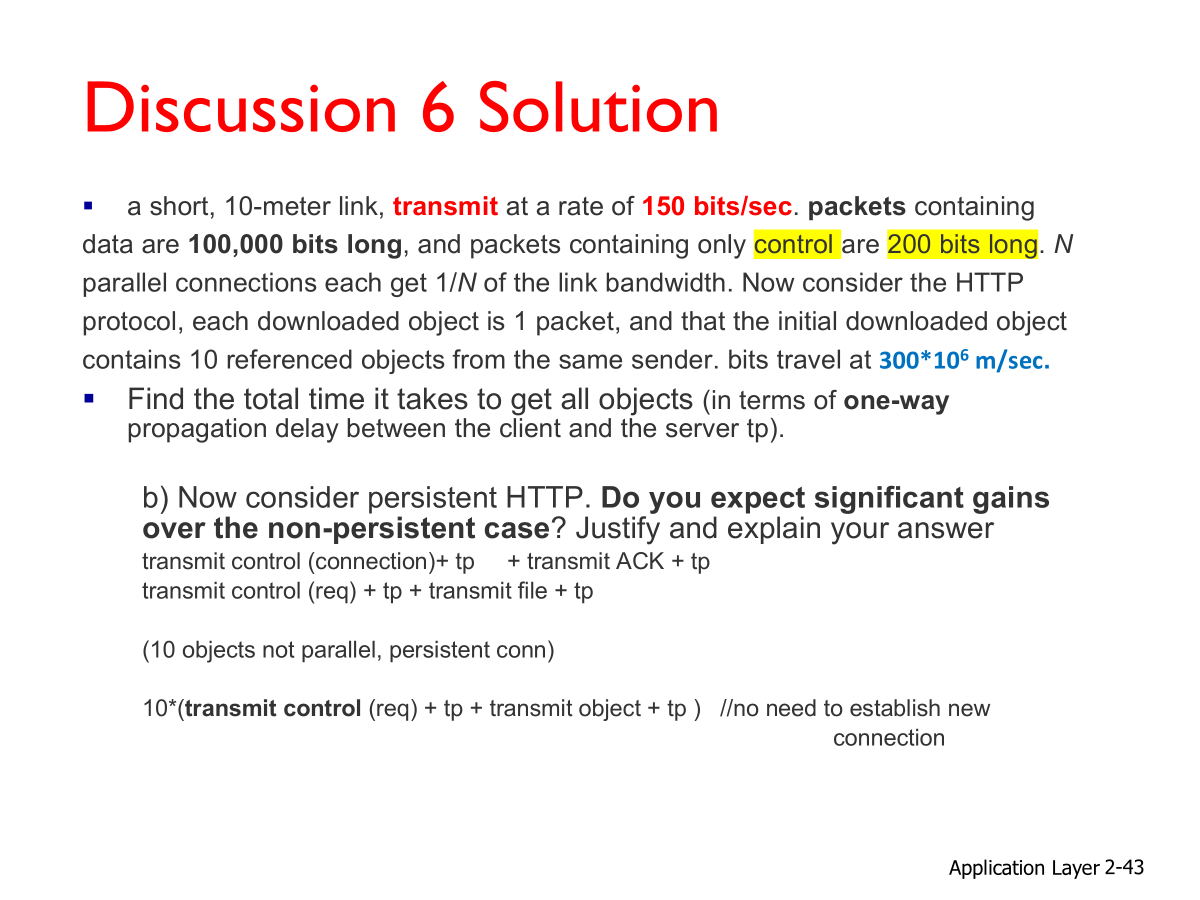 Discussion 6 Solution
▪ a short, 10-meter link, transmit at a rate of 150 bits/sec. packets containing
data are 100,000 bits long, and packets containing only control are 200 bits long. N
parallel connections each get 1/N of the link bandwidth. Now consider the HTTP
protocol, each downloaded object is 1 packet, and that the initial downloaded object
contains 10 referenced objects from the same sender. bits travel at 300*10⁶ m/sec.
▪ Find the total time it takes to get all objects (in terms of one-way
propagation delay between the client and the server tp).
b) Now consider persistent HTTP. Do you expect significant gains
over the non-persistent case? Justify and explain your answer
transmit control (connection)+ tp + transmit ACK + tp
transmit control (req) + tp + transmit file + tp
(10 objects not parallel, persistent conn)
10*(transmit control (req) + tp + transmit object + tp ) //no need to establish new
connection
Application Layer 2-43